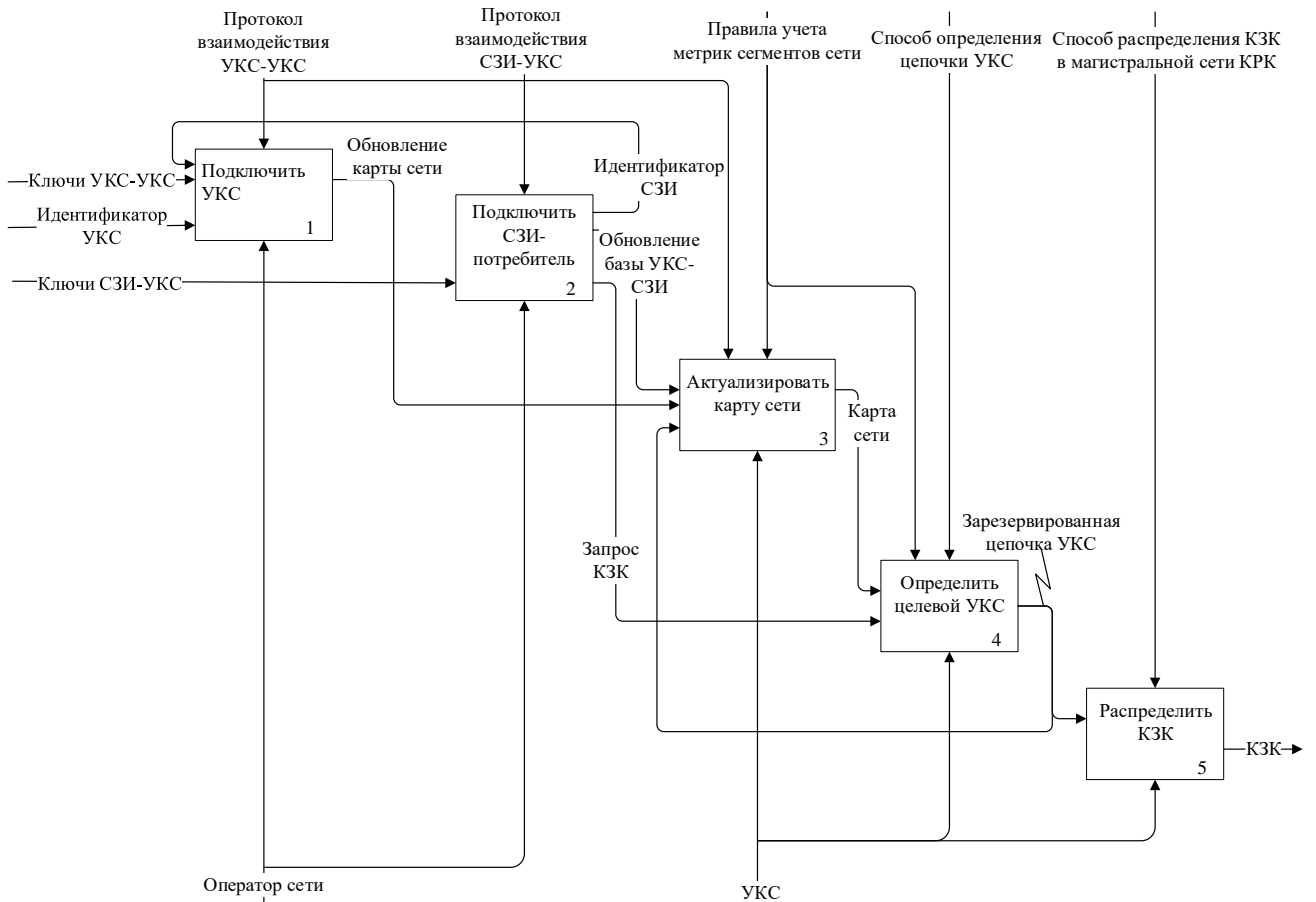 Протокол
взаимодействия
УКС-УКС
Протокол
взаимодействия
СЗИ-УКС
Правила учета
метрик сегментов сети
Способ определения
цепочки УКС
Способ распределения КЗК
в магистральной сети КРК
Ключи УКС-УКС
Идентификатор
УКС
Ключи СЗИ-УКС
Подключить
УКС
1
Обновление
карты сети
Подключить
СЗИ-
потребитель
2
Идентификатор
СЗИ
Обновление
базы УКС-
СЗИ
Актуализировать
карту сети
3
Карта
сети
Запрос
КЗК
Зарезервированная
цепочка УКС
Определить
целевой УКС
4
Распределить
КЗК
5
КЗК
Оператор сети
УКС